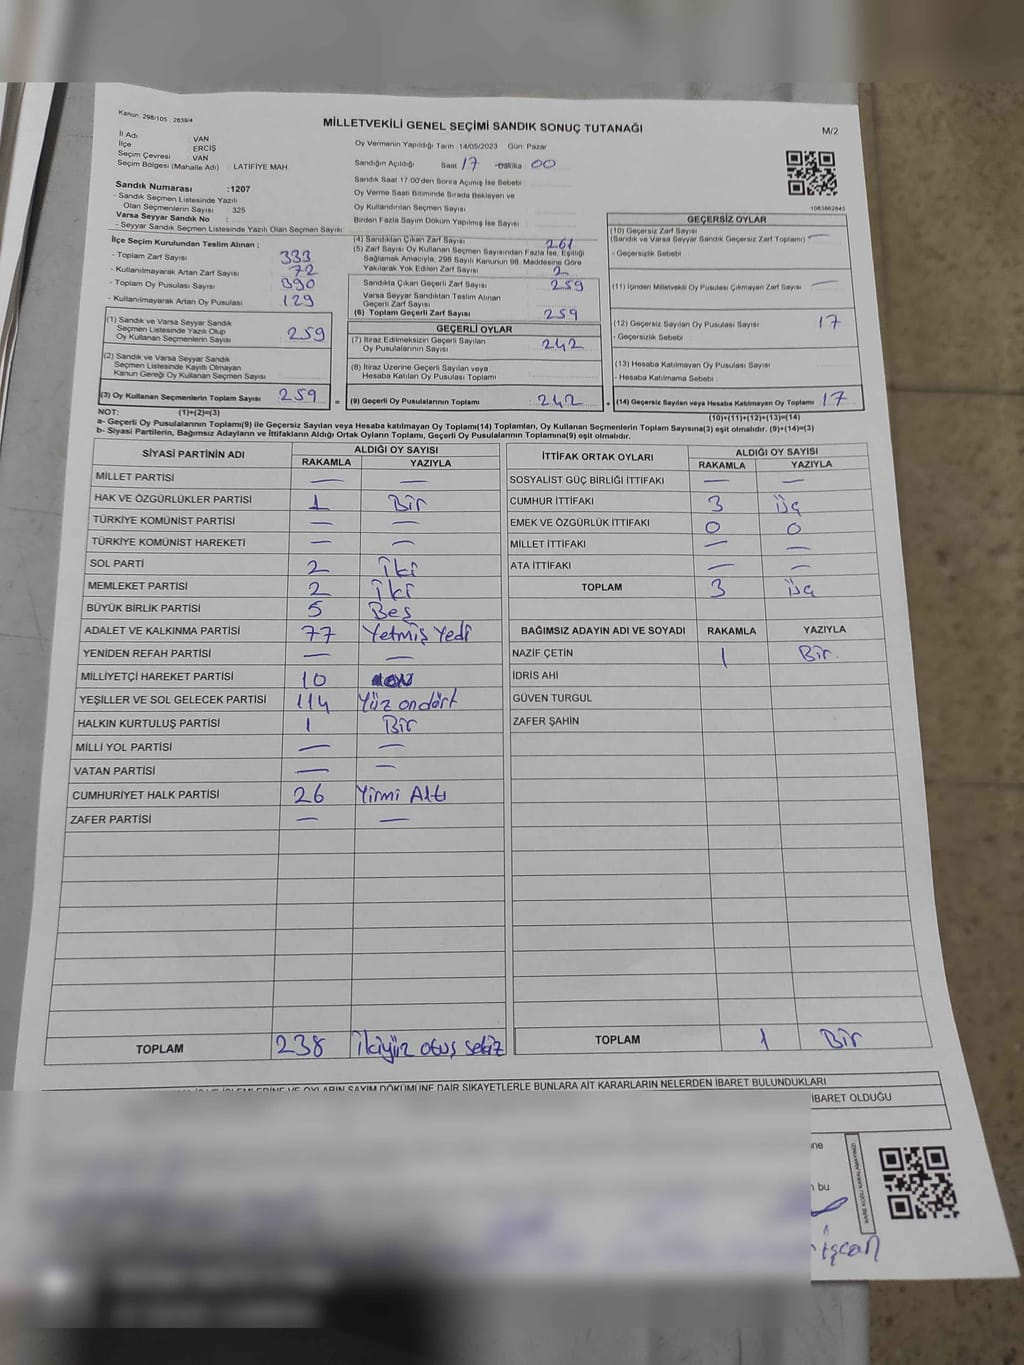 Kanun: 298/105 , 2839/4
MİLLETVEKİLİ GENEL SEÇİMİ SANDIK SONUÇ TUTANAĞI
M/2
İl Adı : VAN
İlçe : ERCİŞ
Seçim Çevresi : VAN
Seçim Bölgesi (Mahalle Adı) : LATİFİYE MAH
Oy Vermenin Yapıldığı Tarih :14/05/2023 Gün: Pazar
Sandığın Açıldığı Saat 17 Dakika 00
Sandık Saat 17:00'den Sonra Açılmış İse Sebebi :
Oy Verme Saati Bitiminde Sırada Bekleyen ve
Oy Kullandırılan Seçmen Sayısı
Birden Fazla Sayım Döküm Yapılmış İse Sayısı :
Sandık Numarası :1207
- Sandık Seçmen Listesinde Yazılı
Olan Seçmenlerin Sayısı : 325
Varsa Seyyar Sandık No :
- Seyyar Sandık Seçmen Listesinde Yazılı Olan Seçmen Sayısı:
1083862845
İlçe Seçim Kurulundan Teslim Alınan :
- Toplam Zarf Sayısı 333
- Kullanılmayarak Artan Zarf Sayısı 72
- Toplam Oy Pusulası Sayısı 390
- Kullanılmayarak Artan Oy Pusulası 129
(1) Sandık ve Varsa Seyyar Sandık
Seçmen Listesinde Yazılı Olup
Oy Kullanan Seçmenlerin Sayısı 259
(2) Sandık ve Varsa Seyyar Sandık
Seçmen Listesinde Kayıtlı Olmayan
Kanun Gereği Oy Kullanan Seçmen Sayısı
(3) Oy Kullanan Seçmenlerin Toplam Sayısı 259 =
(4) Sandıktan Çıkan Zarf Sayısı 261
(5) Zarf Sayısı Oy Kullanan Seçmen Sayısından Fazla İse, Eşitliği
Sağlamak Amacıyla, 298 Sayılı Kanunun 98. Maddesine Göre
Yakılarak Yok Edilen Zarf Sayısı 2
Sandıkta Çıkan Geçerli Zarf Sayısı 259
Varsa Seyyar Sandıktan Teslim Alınan
Geçerli Zarf Sayısı
(6) Toplam Geçerli Zarf Sayısı 259
GEÇERLİ OYLAR
(7) İtiraz Edilmeksizin Geçerli Sayılan
Oy Pusulalarının Sayısı 242
(8) İtiraz Üzerine Geçerli Sayılan veya
Hesaba Katılan Oy Pusulası Toplamı
(9) Geçerli Oy Pusulalarının Toplamı : 242 +
GEÇERSİZ OYLAR
(10) Geçersiz Zarf Sayısı
(Sandık ve Varsa Seyyar Sandık Geçersiz Zarf Toplamı) —
- Geçersizlik Sebebi
(11) İçinden Milletvekili Oy Pusulası Çıkmayan Zarf Sayısı —
(12) Geçersiz Sayılan Oy Pusulası Sayısı 17
- Geçersizlik Sebebi :
(13) Hesaba Katılmayan Oy Pusulası Sayısı
- Hesaba Katılmama Sebebi :
(14) Geçersiz Sayılan veya Hesaba Katılmayan Oy Toplamı 17
NOT: (1)+(2)=(3)
(10)+(11)+(12)+(13)=(14)
a- Geçerli Oy Pusulalarının Toplamı(9) ile Geçersiz Sayılan veya Hesaba Katılmayan Oy Toplamı(14) Toplamları, Oy Kullanan Seçmenlerin Toplam Sayısına(3) eşit olmalıdır. (9)+(14)=(3)
b- Siyasi Partilerin, Bağımsız Adayların ve İttifakların Aldığı Ortak Oyların Toplamı, Geçerli Oy Pusulalarının Toplamına(9) eşit olmalıdır.
SİYASİ PARTİNİN ADI ALDIĞI OY SAYISI
RAKAMLA YAZIYLA
MİLLET PARTİSİ — —
HAK VE ÖZGÜRLÜKLER PARTİSİ 1 Bir
TÜRKİYE KOMÜNİST PARTİSİ — —
TÜRKİYE KOMÜNİST HAREKETİ — —
SOL PARTİ 2 İki
MEMLEKET PARTİSİ 2 İki
BÜYÜK BİRLİK PARTİSİ 5 Beş
ADALET VE KALKINMA PARTİSİ 77 Yetmiş Yedi
YENİDEN REFAH PARTİSİ — —
MİLLİYETÇİ HAREKET PARTİSİ 10 on
YEŞİLLER VE SOL GELECEK PARTİSİ 114 Yüz ondört
HALKIN KURTULUŞ PARTİSİ 1 Bir
MİLLİ YOL PARTİSİ — —
VATAN PARTİSİ — —
CUMHURİYET HALK PARTİSİ 26 Yirmi Altı
ZAFER PARTİSİ — —
TOPLAM 238 İkiyüz otuz sekiz
İTTİFAK ORTAK OYLARI ALDIĞI OY SAYISI
RAKAMLA YAZIYLA
SOSYALİST GÜÇ BİRLİĞİ İTTİFAKI — —
CUMHUR İTTİFAKI 3 üç
EMEK VE ÖZGÜRLÜK İTTİFAKI 0 0
MİLLET İTTİFAKI — —
ATA İTTİFAKI — —
TOPLAM 3 üç
BAĞIMSIZ ADAYIN ADI VE SOYADI RAKAMLA YAZIYLA
NAZİF ÇETİN 1 Bir.
İDRİS AHİ
GÜVEN TURGUL
ZAFER ŞAHİN
TOPLAM 1 Bir
OYLARIN SAYIM DÖKÜMÜNE DAİR ŞİKAYETLERLE BUNLARA AİT KARARLARIN NELERDEN İBARET BULUNDUKLARI
İBARET OLDUĞU
bu